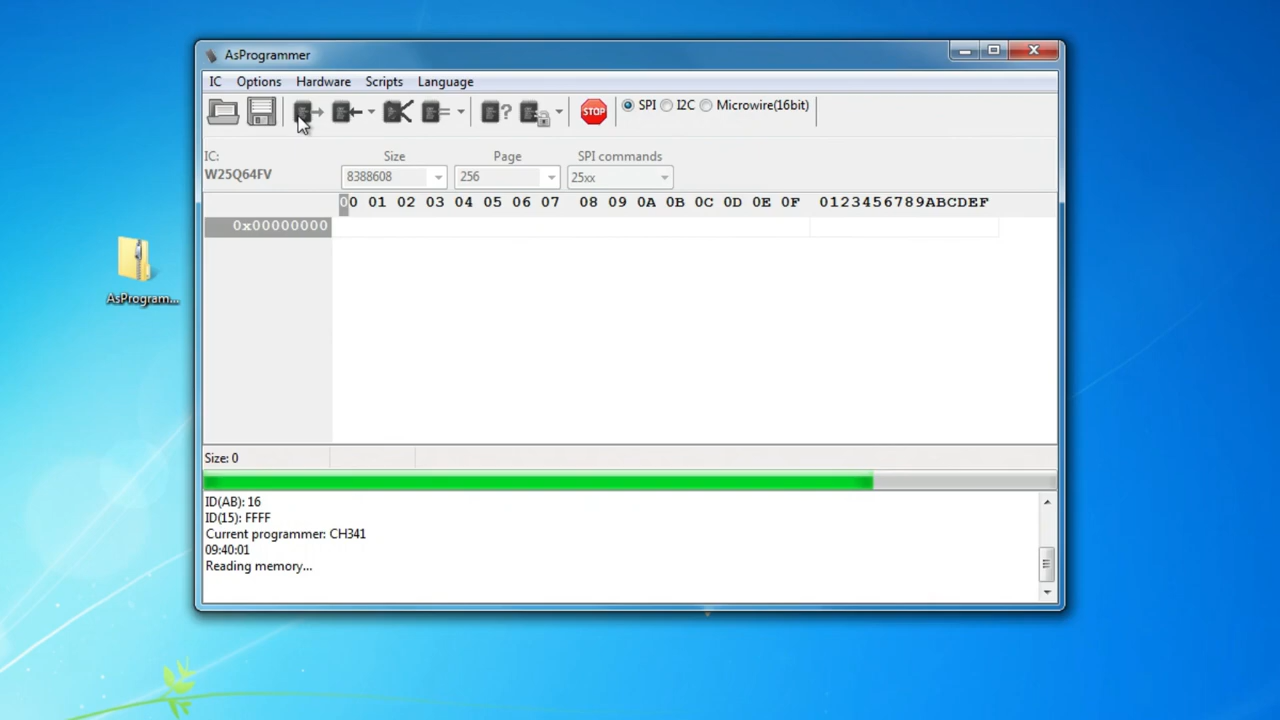 AsProgrammer
IC Options Hardware Scripts Language
? STOP SPI I2C Microwire(16bit)
IC: Size Page SPI commands
W25Q64FV 8388608 256 25xx
00 01 02 03 04 05 06 07 08 09 0A 0B 0C 0D 0E 0F 0123456789ABCDEF
0x00000000
AsProgram...
Size: 0
ID(AB): 16
ID(15): FFFF
Current programmer: CH341
09:40:01
Reading memory...